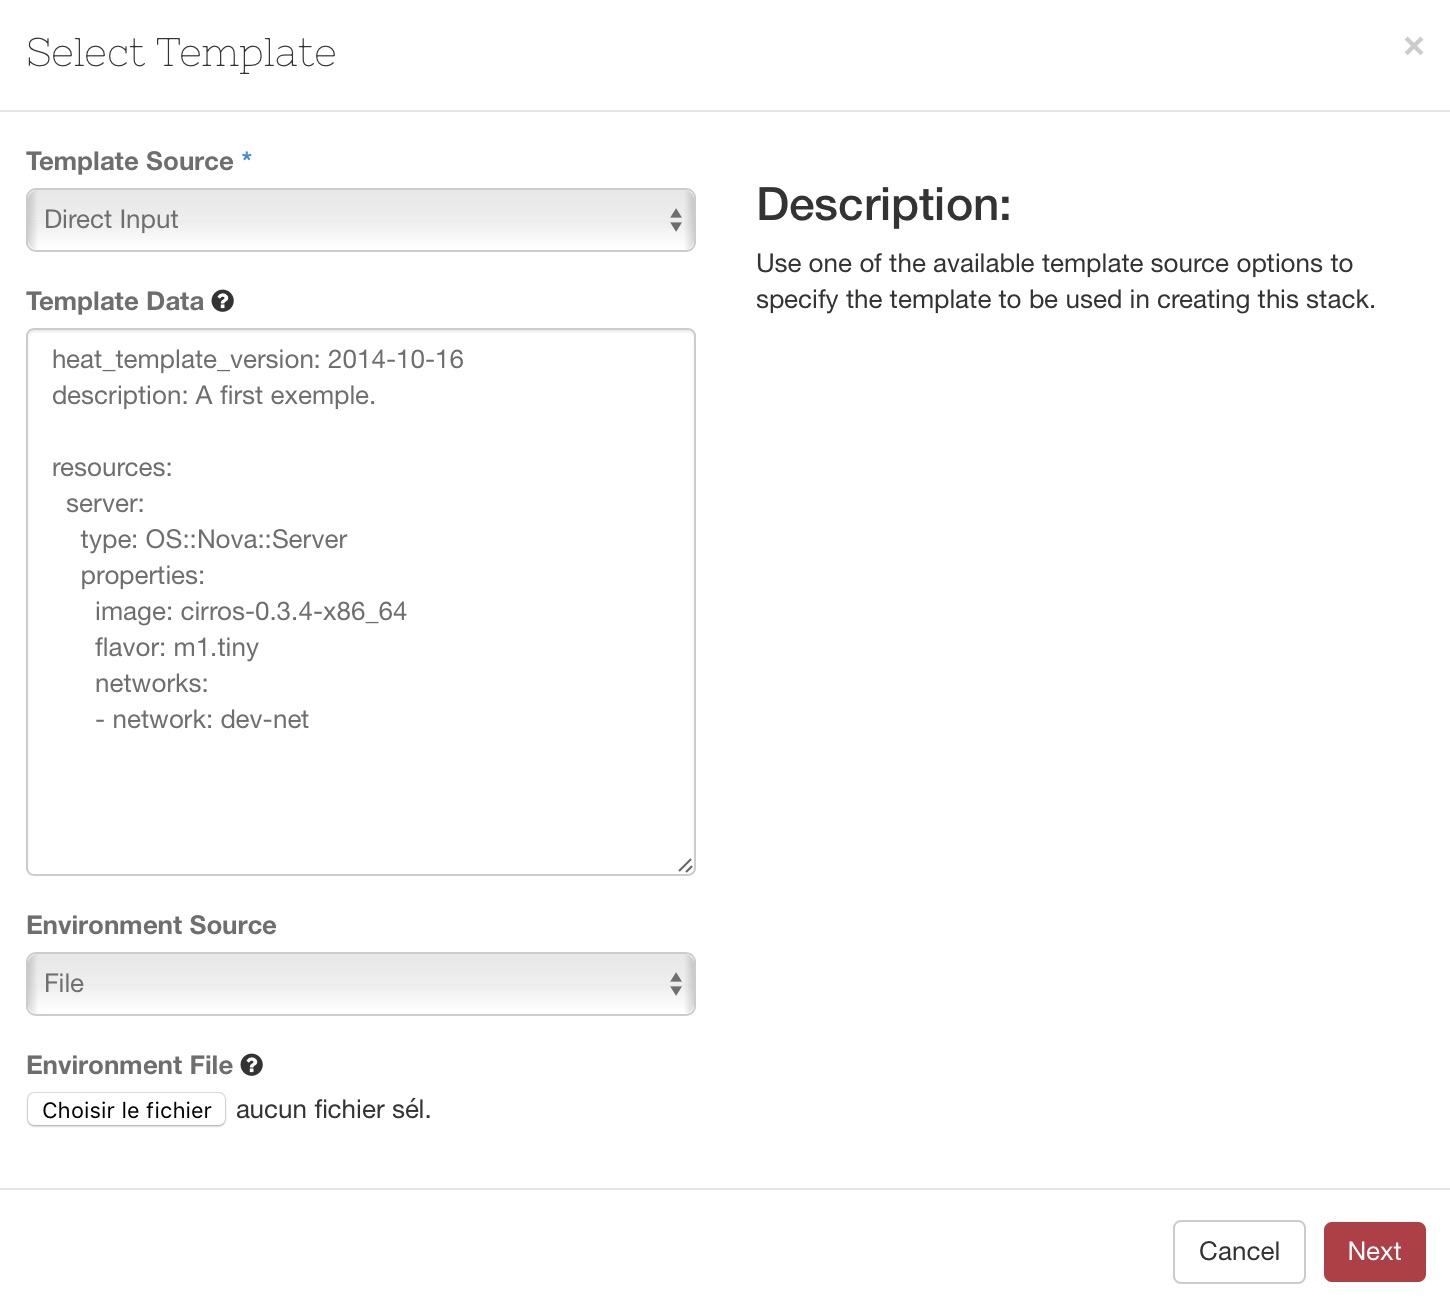 Select Template
×
Template Source *
Direct Input
Template Data ?
heat_template_version: 2014-10-16
description: A first exemple.
resources:
server:
type: OS::Nova::Server
properties:
image: cirros-0.3.4-x86_64
flavor: m1.tiny
networks:
- network: dev-net
Environment Source
File
Environment File ?
Choisir le fichier aucun fichier sél.
Description:
Use one of the available template source options to
specify the template to be used in creating this stack.
Cancel Next